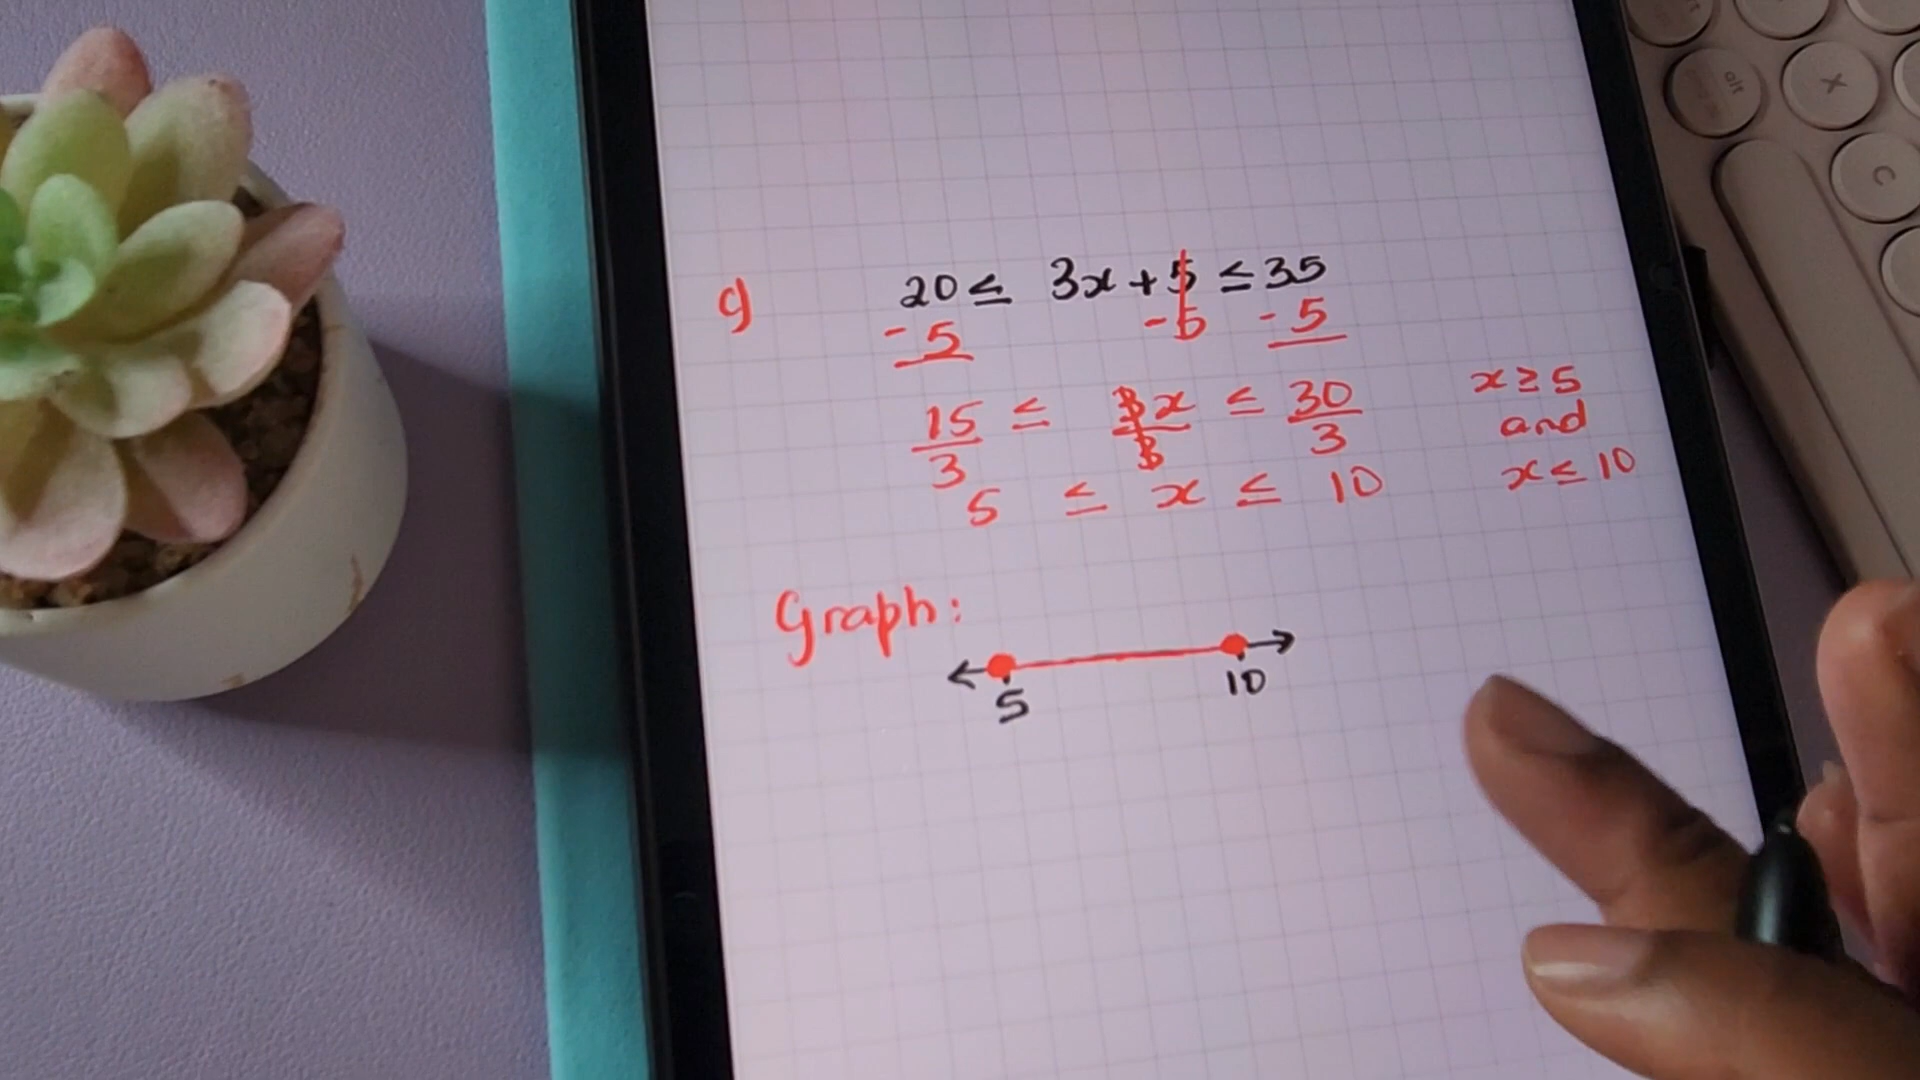 c) 20 ≤ 3x + 5 ≤ 35
- 5 - 5 - 5
15/3 ≤ 3x/3 ≤ 30/3
5 ≤ x ≤ 10
x ≥ 5
and
x ≤ 10
Graph:
5 10
alt
X
C